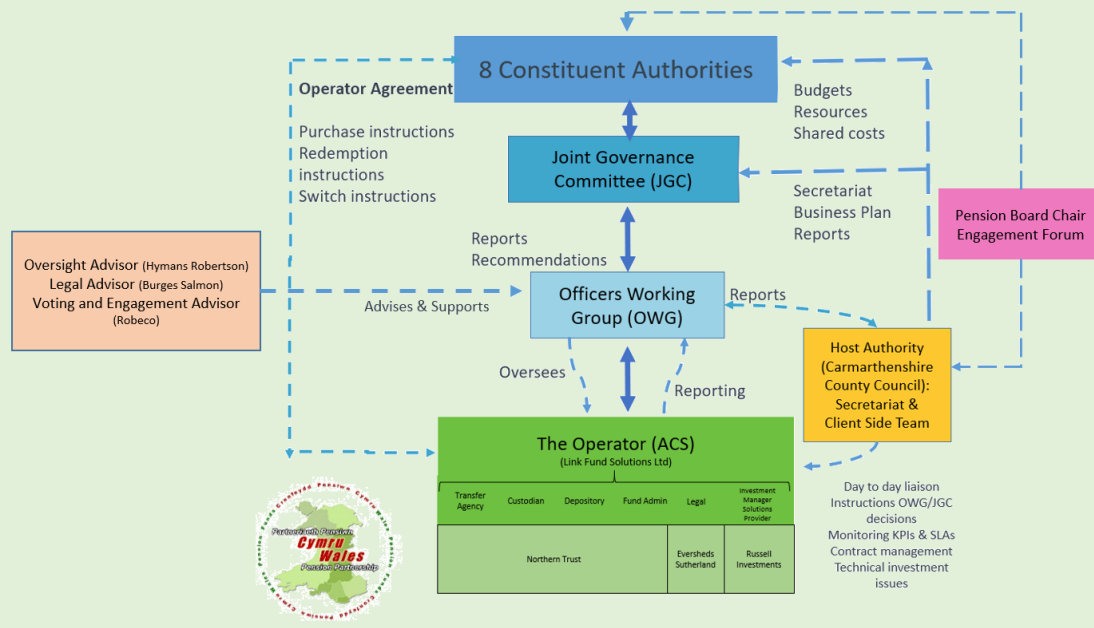 8 Constituent Authorities
Operator Agreement
Purchase instructions
Redemption
instructions
Switch instructions
Budgets
Resources
Shared costs
Joint Governance
Committee (JGC)
Secretariat
Business Plan
Reports
Pension Board Chair
Engagement Forum
Oversight Advisor (Hymans Robertson)
Legal Advisor (Burges Salmon)
Voting and Engagement Advisor
(Robeco)
Advises & Supports
Reports
Recommendations
Officers Working
Group (OWG)
Reports
Host Authority
(Carmarthenshire
County Council):
Secretariat &
Client Side Team
Oversees
Reporting
The Operator (ACS)
(Link Fund Solutions Ltd)
Transfer
Agency
Custodian
Depository
Fund Admin
Legal
Investment
Manager
Solutions
Provider
Northern Trust
Eversheds
Sutherland
Russell
Investments
Day to day liaison
Instructions OWG/JGC
decisions
Monitoring KPIs & SLAs
Contract management
Technical investment
issues
Partneriaeth Pensiwn
Cymru
Wales
Pension Partnership